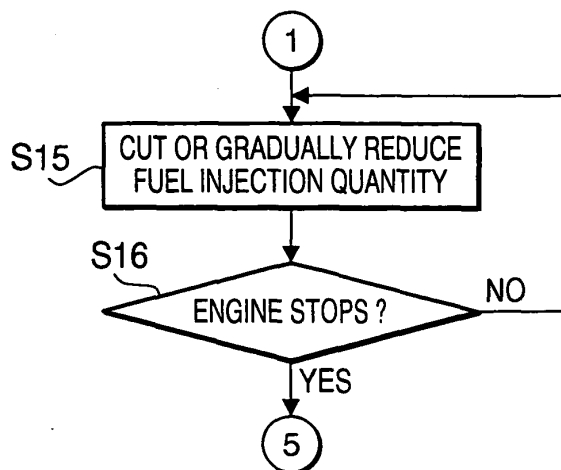 1
S15
CUT OR GRADUALLY REDUCE
FUEL INJECTION QUANTITY
S16
ENGINE STOPS ?
NO
YES
5